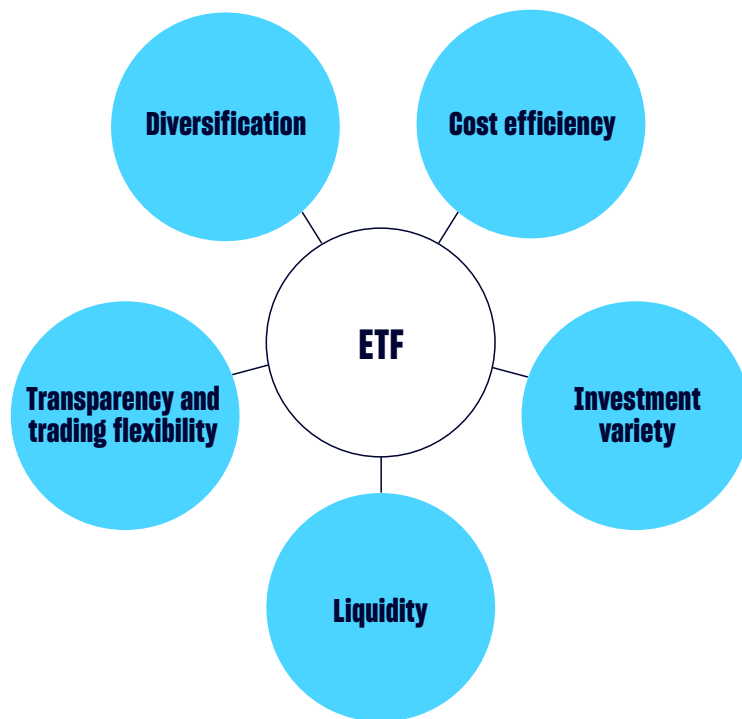 Diversification
Cost efficiency
ETF
Transparency and
trading flexibility
Investment
variety
Liquidity